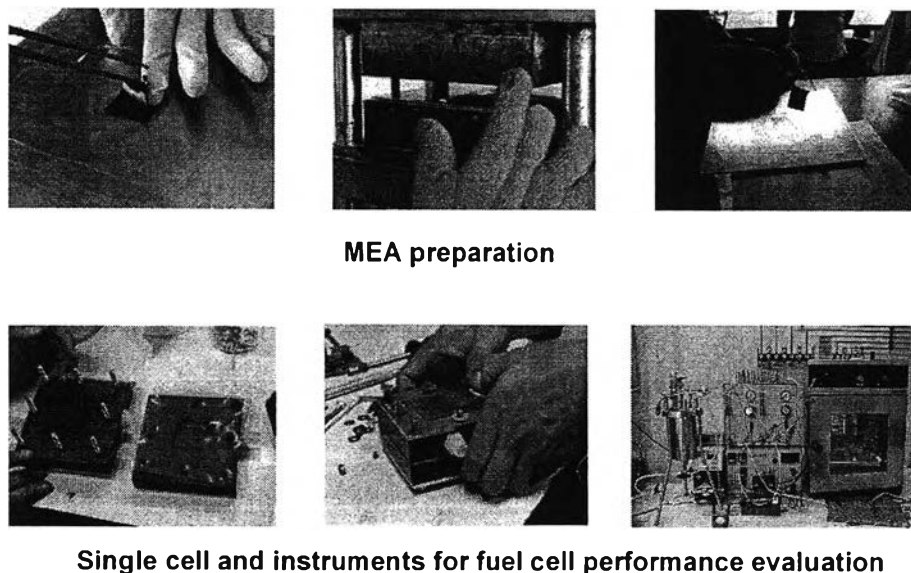 MEA preparation
Single cell and instruments for fuel cell performance evaluation